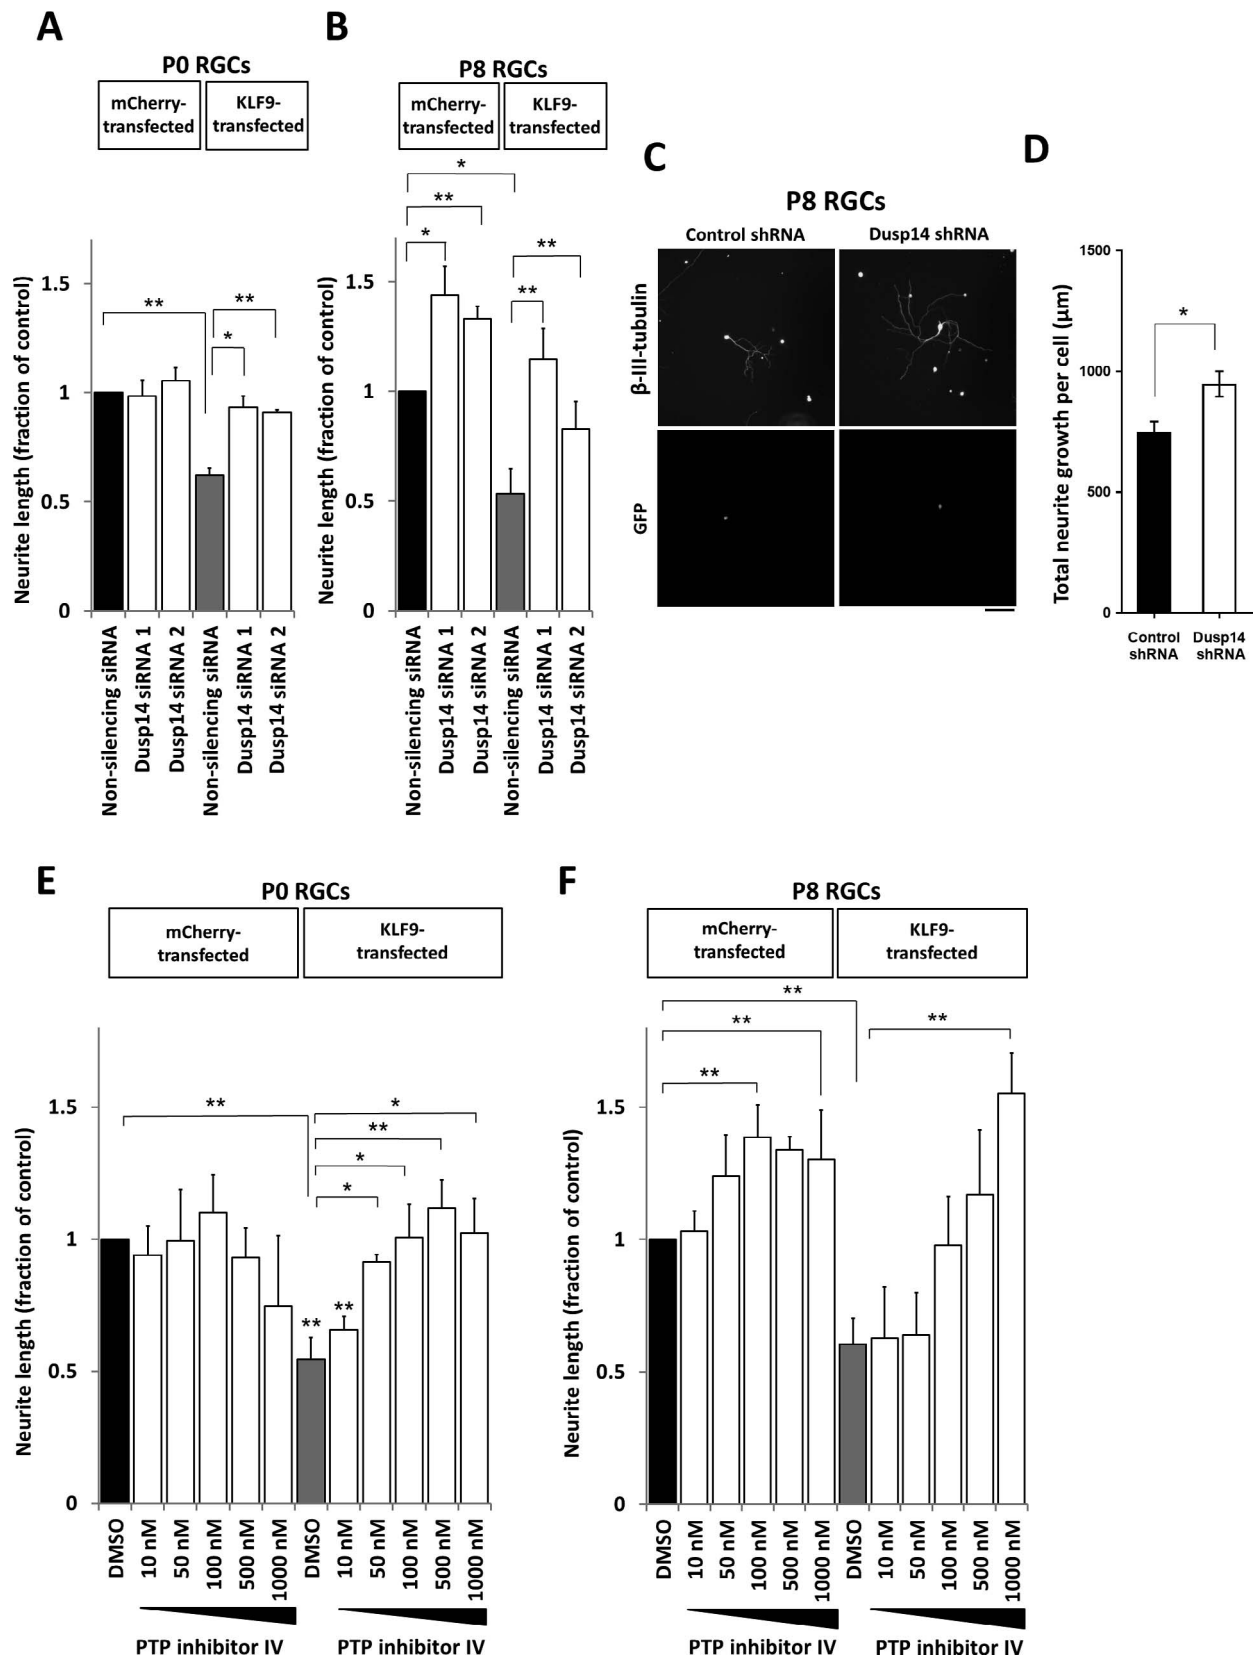 A
P0 RGCs
mCherry-
transfected
KLF9-
transfected
Neurite length (fraction of control)
1.5
1
0.5
0
**
*
**
Non-silencing siRNA
Dusp14 siRNA 1
Dusp14 siRNA 2
Non-silencing siRNA
Dusp14 siRNA 1
Dusp14 siRNA 2
B
P8 RGCs
mCherry-
transfected
KLF9-
transfected
Neurite length (fraction of control)
1.5
1
0.5
0
*
**
*
**
**
Non-silencing siRNA
Dusp14 siRNA 1
Dusp14 siRNA 2
Non-silencing siRNA
Dusp14 siRNA 1
Dusp14 siRNA 2
C
P8 RGCs
Control shRNA
Dusp14 shRNA
β-III-tubulin
GFP
D
Total neurite growth per cell (μm)
1500
1000
500
0
*
Control
shRNA
Dusp14
shRNA
E
P0 RGCs
mCherry-
transfected
KLF9-
transfected
Neurite length (fraction of control)
1.5
1
0.5
0
**
*
**
*
*
**
**
DMSO
10 nM
50 nM
100 nM
500 nM
1000 nM
DMSO
10 nM
50 nM
100 nM
500 nM
1000 nM
PTP inhibitor IV
PTP inhibitor IV
F
P8 RGCs
mCherry-
transfected
KLF9-
transfected
Neurite length (fraction of control)
1.5
1
0.5
0
**
**
**
**
DMSO
10 nM
50 nM
100 nM
500 nM
1000 nM
DMSO
10 nM
50 nM
100 nM
500 nM
1000 nM
PTP inhibitor IV
PTP inhibitor IV